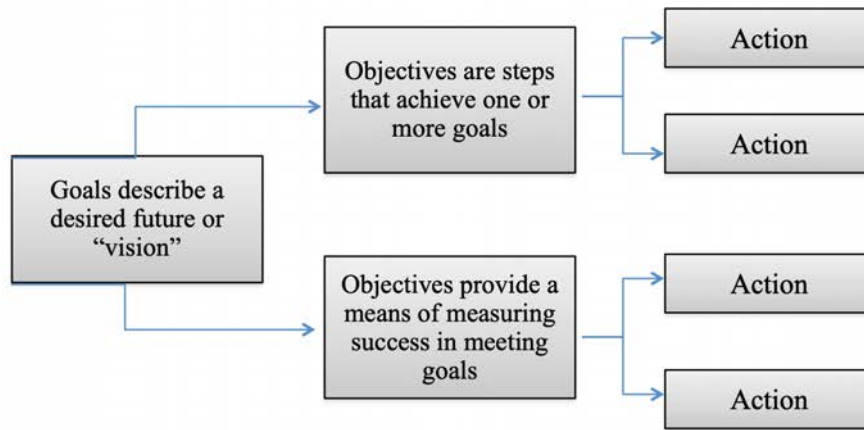 Goals describe a
desired future or
“vision”
Objectives are steps
that achieve one or
more goals
Action
Action
Objectives provide a
means of measuring
success in meeting
goals
Action
Action